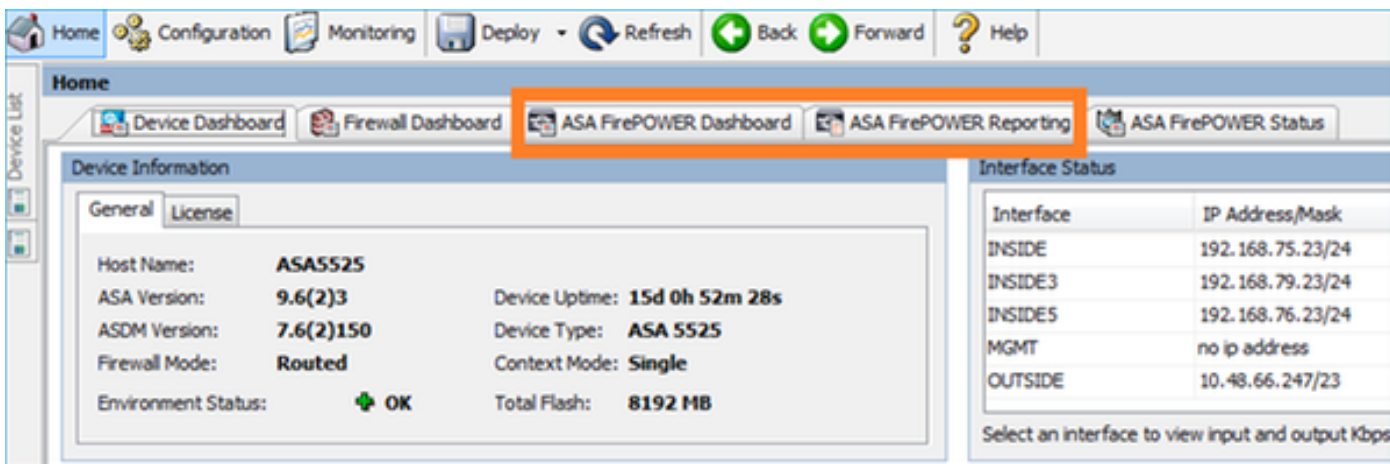 Home Configuration Monitoring Deploy Refresh Back Forward Help
Device List
Home
Device Dashboard Firewall Dashboard ASA FirePOWER Dashboard ASA FirePOWER Reporting ASA FirePOWER Status
Device Information
General License
Host Name: ASA5525
ASA Version: 9.6(2)3 Device Uptime: 15d 0h 52m 28s
ASDM Version: 7.6(2)150 Device Type: ASA 5525
Firewall Mode: Routed Context Mode: Single
Environment Status: OK Total Flash: 8192 MB
Interface Status
Interface IP Address/Mask
INSIDE 192.168.75.23/24
INSIDE3 192.168.79.23/24
INSIDE5 192.168.76.23/24
MGMT no ip address
OUTSIDE 10.48.66.247/23
Select an interface to view input and output Kbps